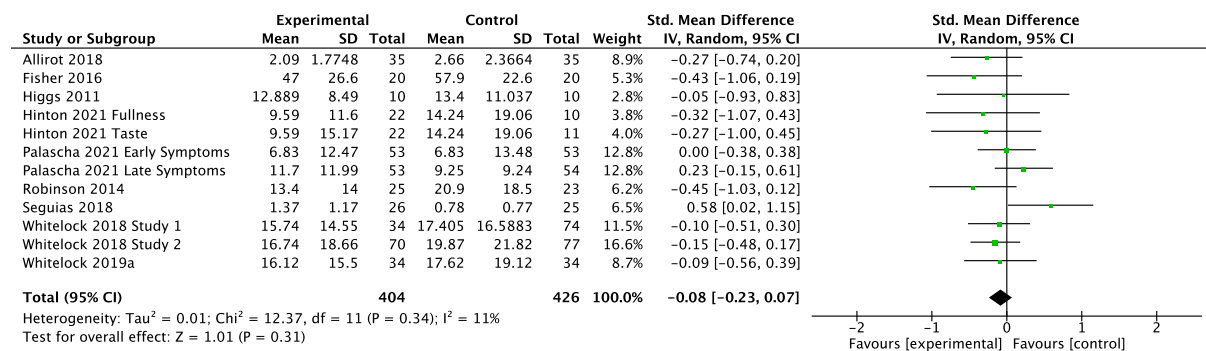 Experimental Control Std. Mean Difference Std. Mean Difference
Study or Subgroup Mean SD Total Mean SD Total Weight IV, Random, 95% CI IV, Random, 95% CI
Allirot 2018 2.09 1.7748 35 2.66 2.3664 35 8.9% −0.27 [−0.74, 0.20]
Fisher 2016 47 26.6 20 57.9 22.6 20 5.3% −0.43 [−1.06, 0.19]
Higgs 2011 12.889 8.49 10 13.4 11.037 10 2.8% −0.05 [−0.93, 0.83]
Hinton 2021 Fullness 9.59 11.6 22 14.24 19.06 10 3.8% −0.32 [−1.07, 0.43]
Hinton 2021 Taste 9.59 15.17 22 14.24 19.06 11 4.0% −0.27 [−1.00, 0.45]
Palascha 2021 Early Symptoms 6.83 12.47 53 6.83 13.48 53 12.8% 0.00 [−0.38, 0.38]
Palascha 2021 Late Symptoms 11.7 11.99 53 9.25 9.24 54 12.8% 0.23 [−0.15, 0.61]
Robinson 2014 13.4 14 25 20.9 18.5 23 6.2% −0.45 [−1.03, 0.12]
Seguias 2018 1.37 1.17 26 0.78 0.77 25 6.5% 0.58 [0.02, 1.15]
Whitelock 2018 Study 1 15.74 14.55 34 17.405 16.5883 74 11.5% −0.10 [−0.51, 0.30]
Whitelock 2018 Study 2 16.74 18.66 70 19.87 21.82 77 16.6% −0.15 [−0.48, 0.17]
Whitelock 2019a 16.12 15.5 34 17.62 19.12 34 8.7% −0.09 [−0.56, 0.39]
Total (95% CI) 404 426 100.0% −0.08 [−0.23, 0.07]
Heterogeneity: Tau² = 0.01; Chi² = 12.37, df = 11 (P = 0.34); I² = 11%
Test for overall effect: Z = 1.01 (P = 0.31)
−2 −1 0 1 2
Favours [experimental] Favours [control]